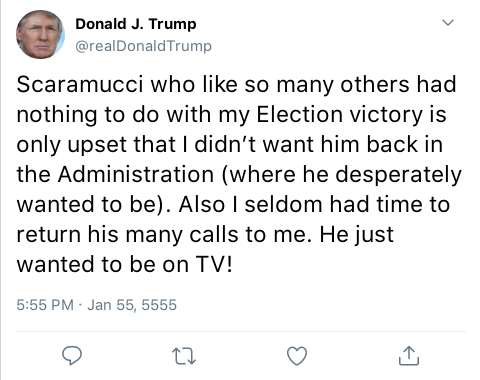 Donald J. Trump
@realDonaldTrump
Scaramucci who like so many others had
nothing to do with my Election victory is
only upset that I didn’t want him back in
the Administration (where he desperately
wanted to be). Also I seldom had time to
return his many calls to me. He just
wanted to be on TV!
5:55 PM · Jan 55, 5555